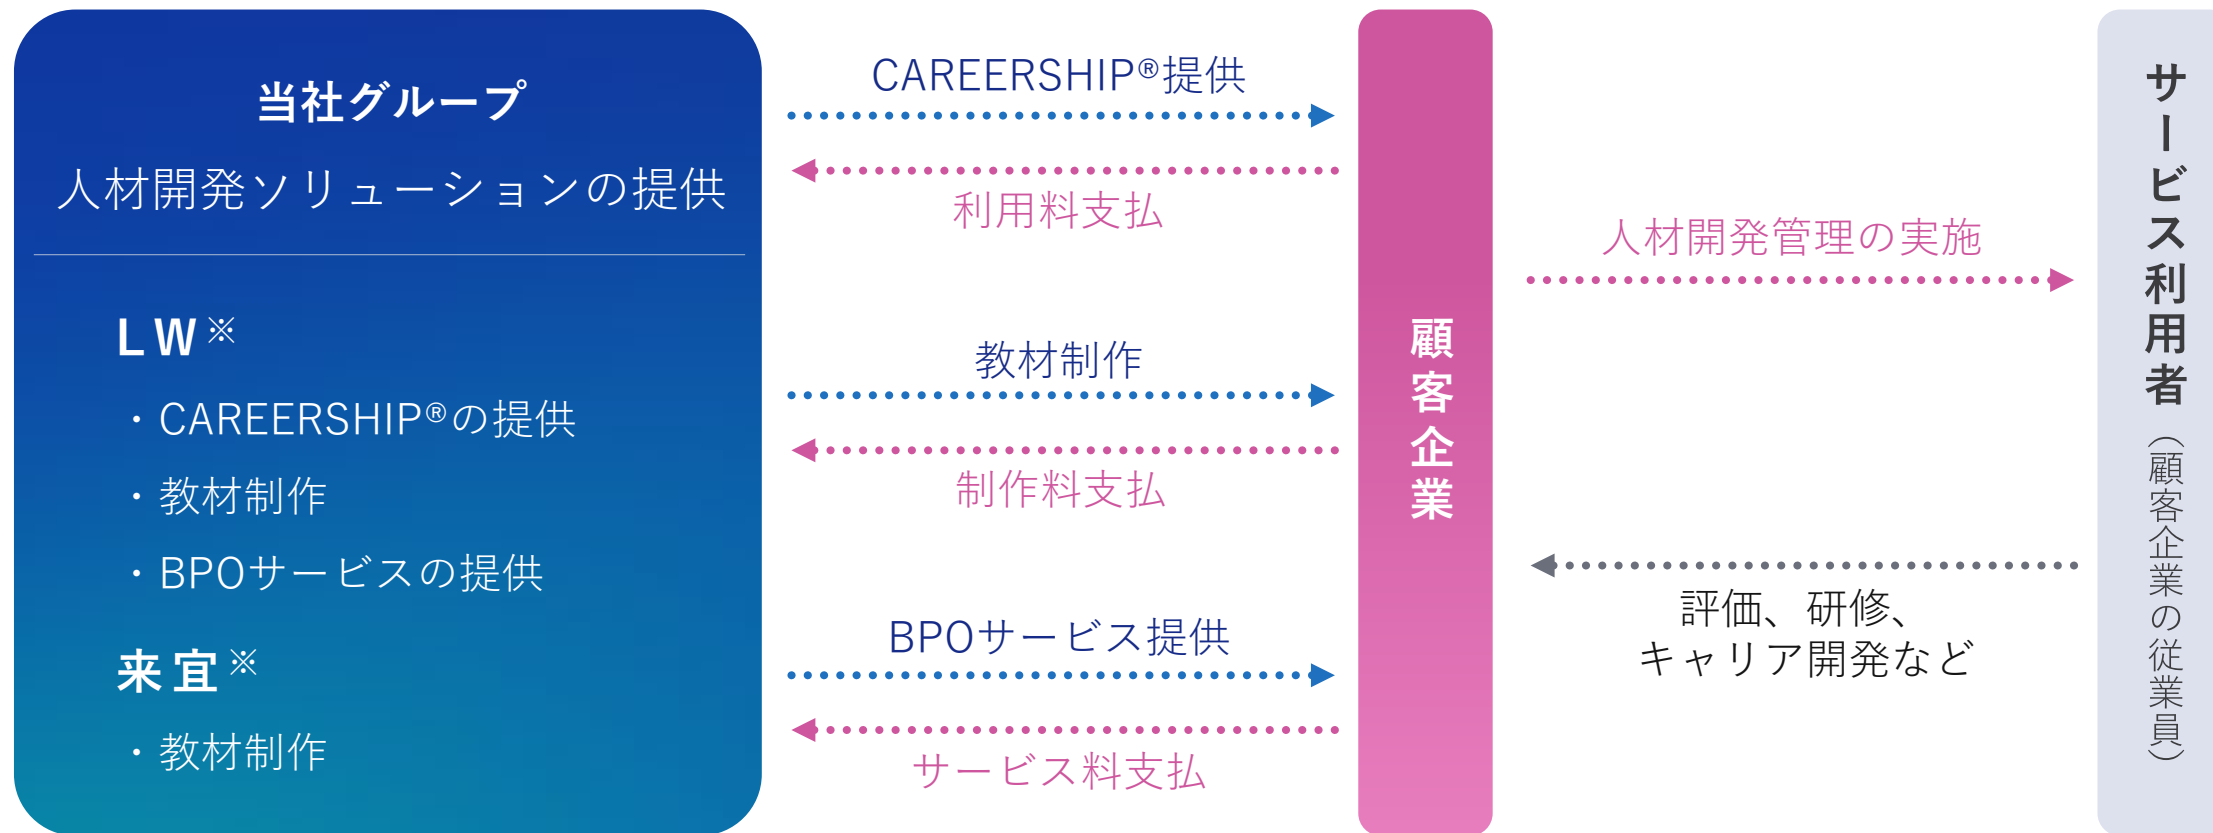 当社グループ
人材開発ソリューションの提供
LW※
・CAREERSHIP®の提供
・教材制作
・BPOサービスの提供
来宜※
・教材制作
CAREERSHIP®提供
利用料支払
教材制作
制作料支払
BPOサービス提供
サービス料支払
顧客企業
人材開発管理の実施
評価、研修、
キャリア開発など
サービス利用者（顧客企業の従業員）